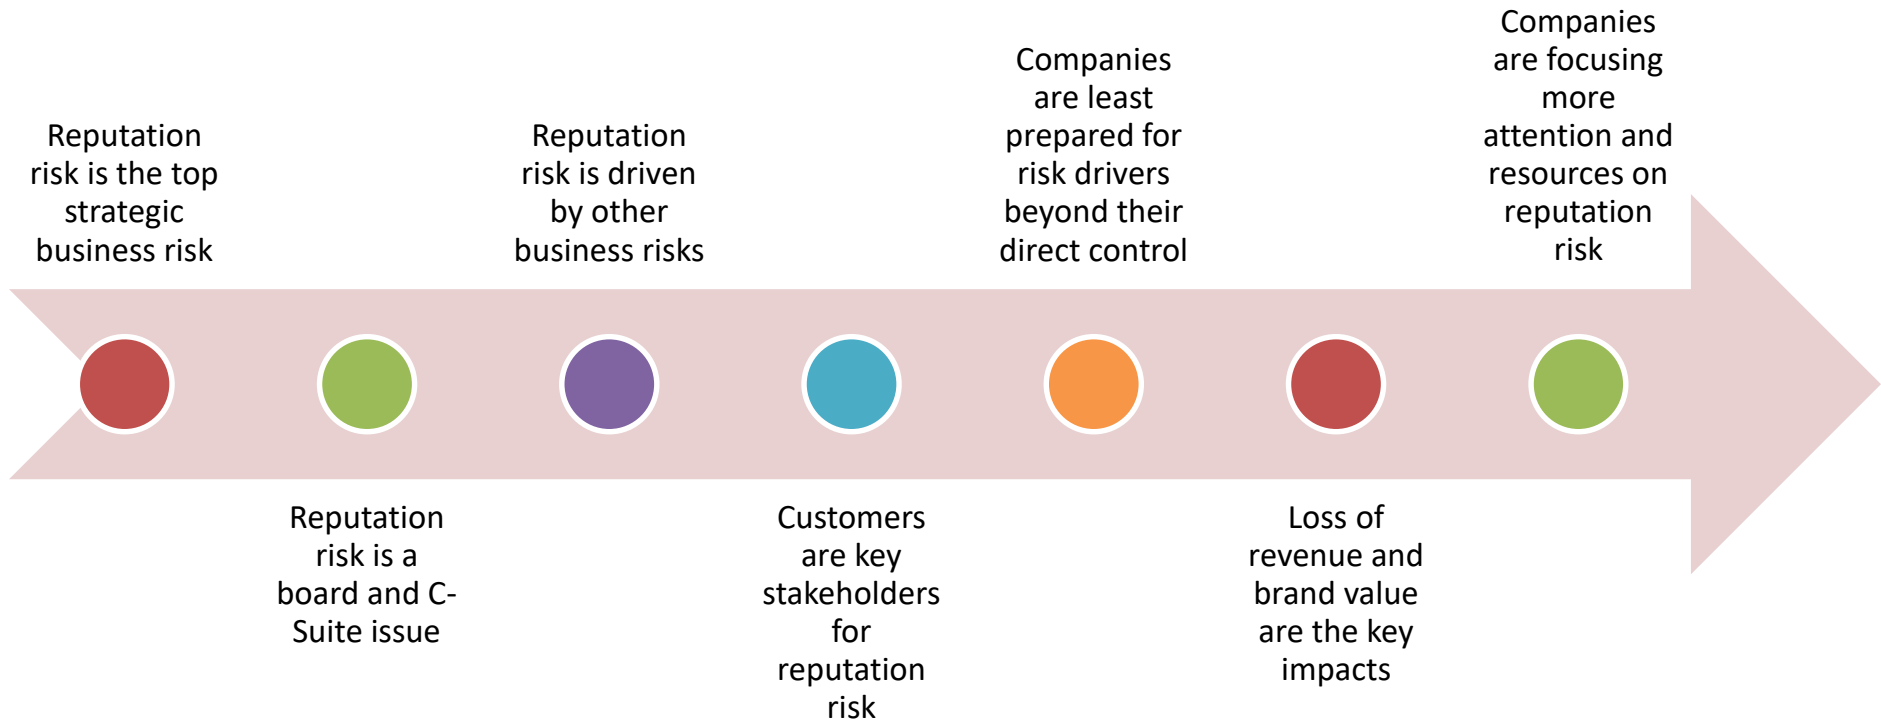 Reputation
risk is the top
strategic
business risk
Reputation
risk is a
board and C-
Suite issue
Reputation
risk is driven
by other
business risks
Customers
are key
stakeholders
for
reputation
risk
Companies
are least
prepared for
risk drivers
beyond their
direct control
Loss of
revenue and
brand value
are the key
impacts
Companies
are focusing
more
attention and
resources on
reputation
risk